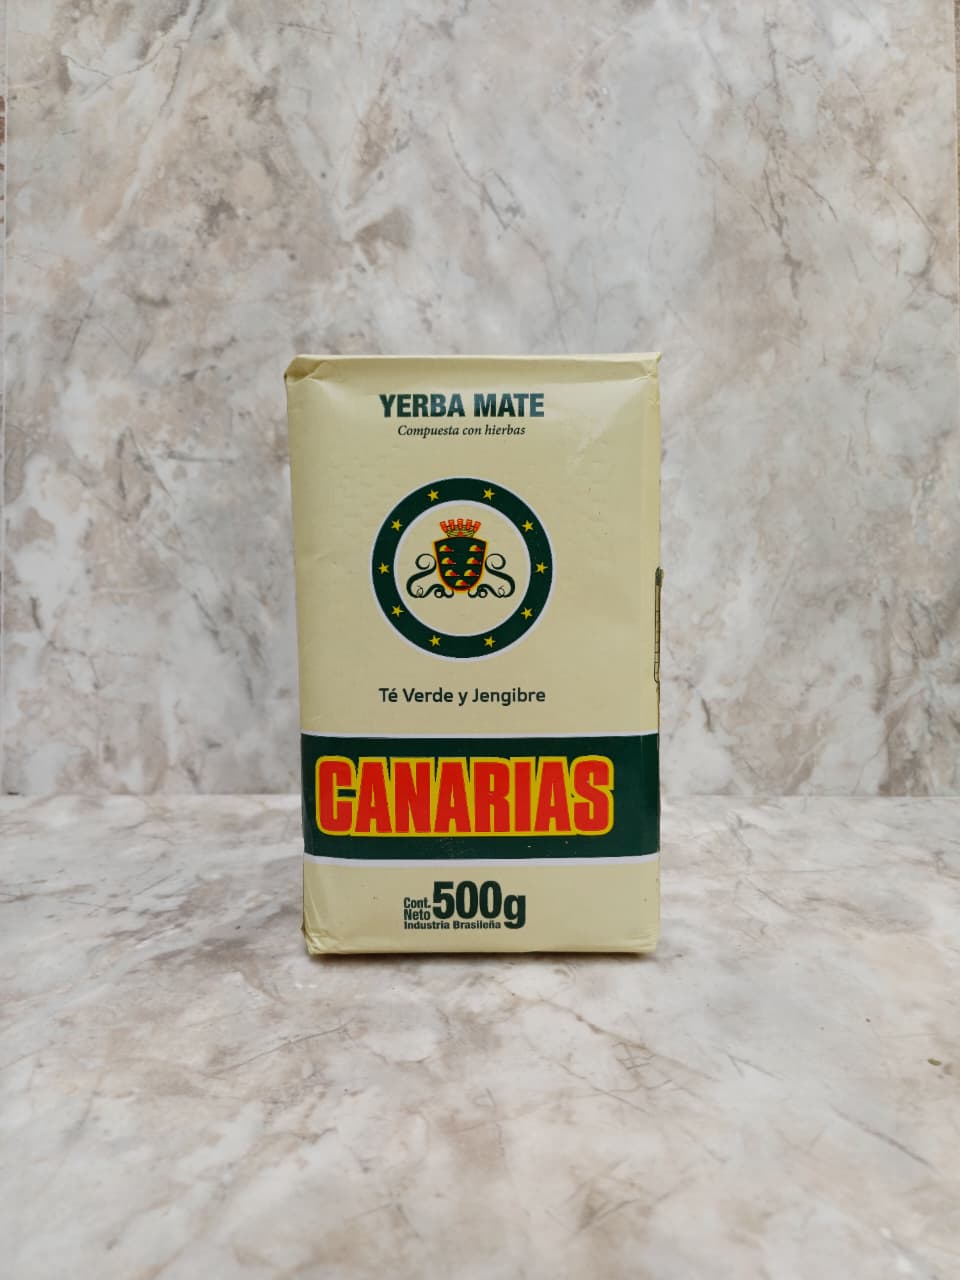 YERBA MATE
Compuesta con hierbas
Té Verde y Jengibre
CANARIAS
Cont.
Neto 500g
Industria Brasileña